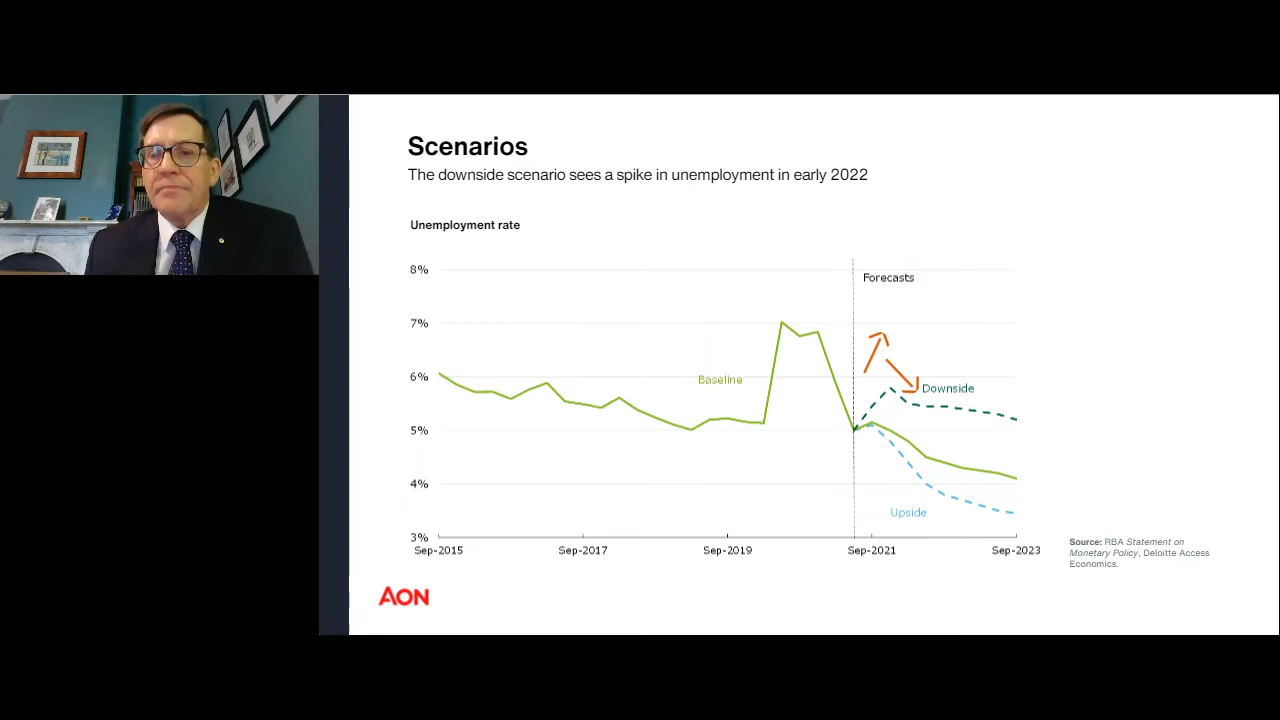 Scenarios
The downside scenario sees a spike in unemployment in early 2022
Unemployment rate
8%
Forecasts
7%
6%
Baseline
Downside
5%
4%
Upside
3%
Sep-2015
Sep-2017
Sep-2019
Sep-2021
Sep-2023
Source: RBA Statement on
Monetary Policy, Deloitte Access
Economics.
AON